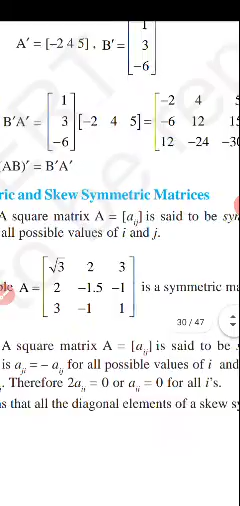 A′ = [−2 4 5] , B′ = [1 3 −6]
B′A′ = [1 3 −6] [−2 4 5] = [−2 4
−6 12
12 −24
(AB)′ = B′A′
and Skew Symmetric Matrices
A square matrix A = [aij] is said to be
all possible values of i and j.
A = [√3 2 3
2 −1.5 −1
3 −1 1] is a symmetric
30 / 47
A square matrix A = [aij] is said to be
is aji = − aij for all possible values of i and
. Therefore 2aii = 0 or aii = 0 for all i's.
that all the diagonal elements of a skew